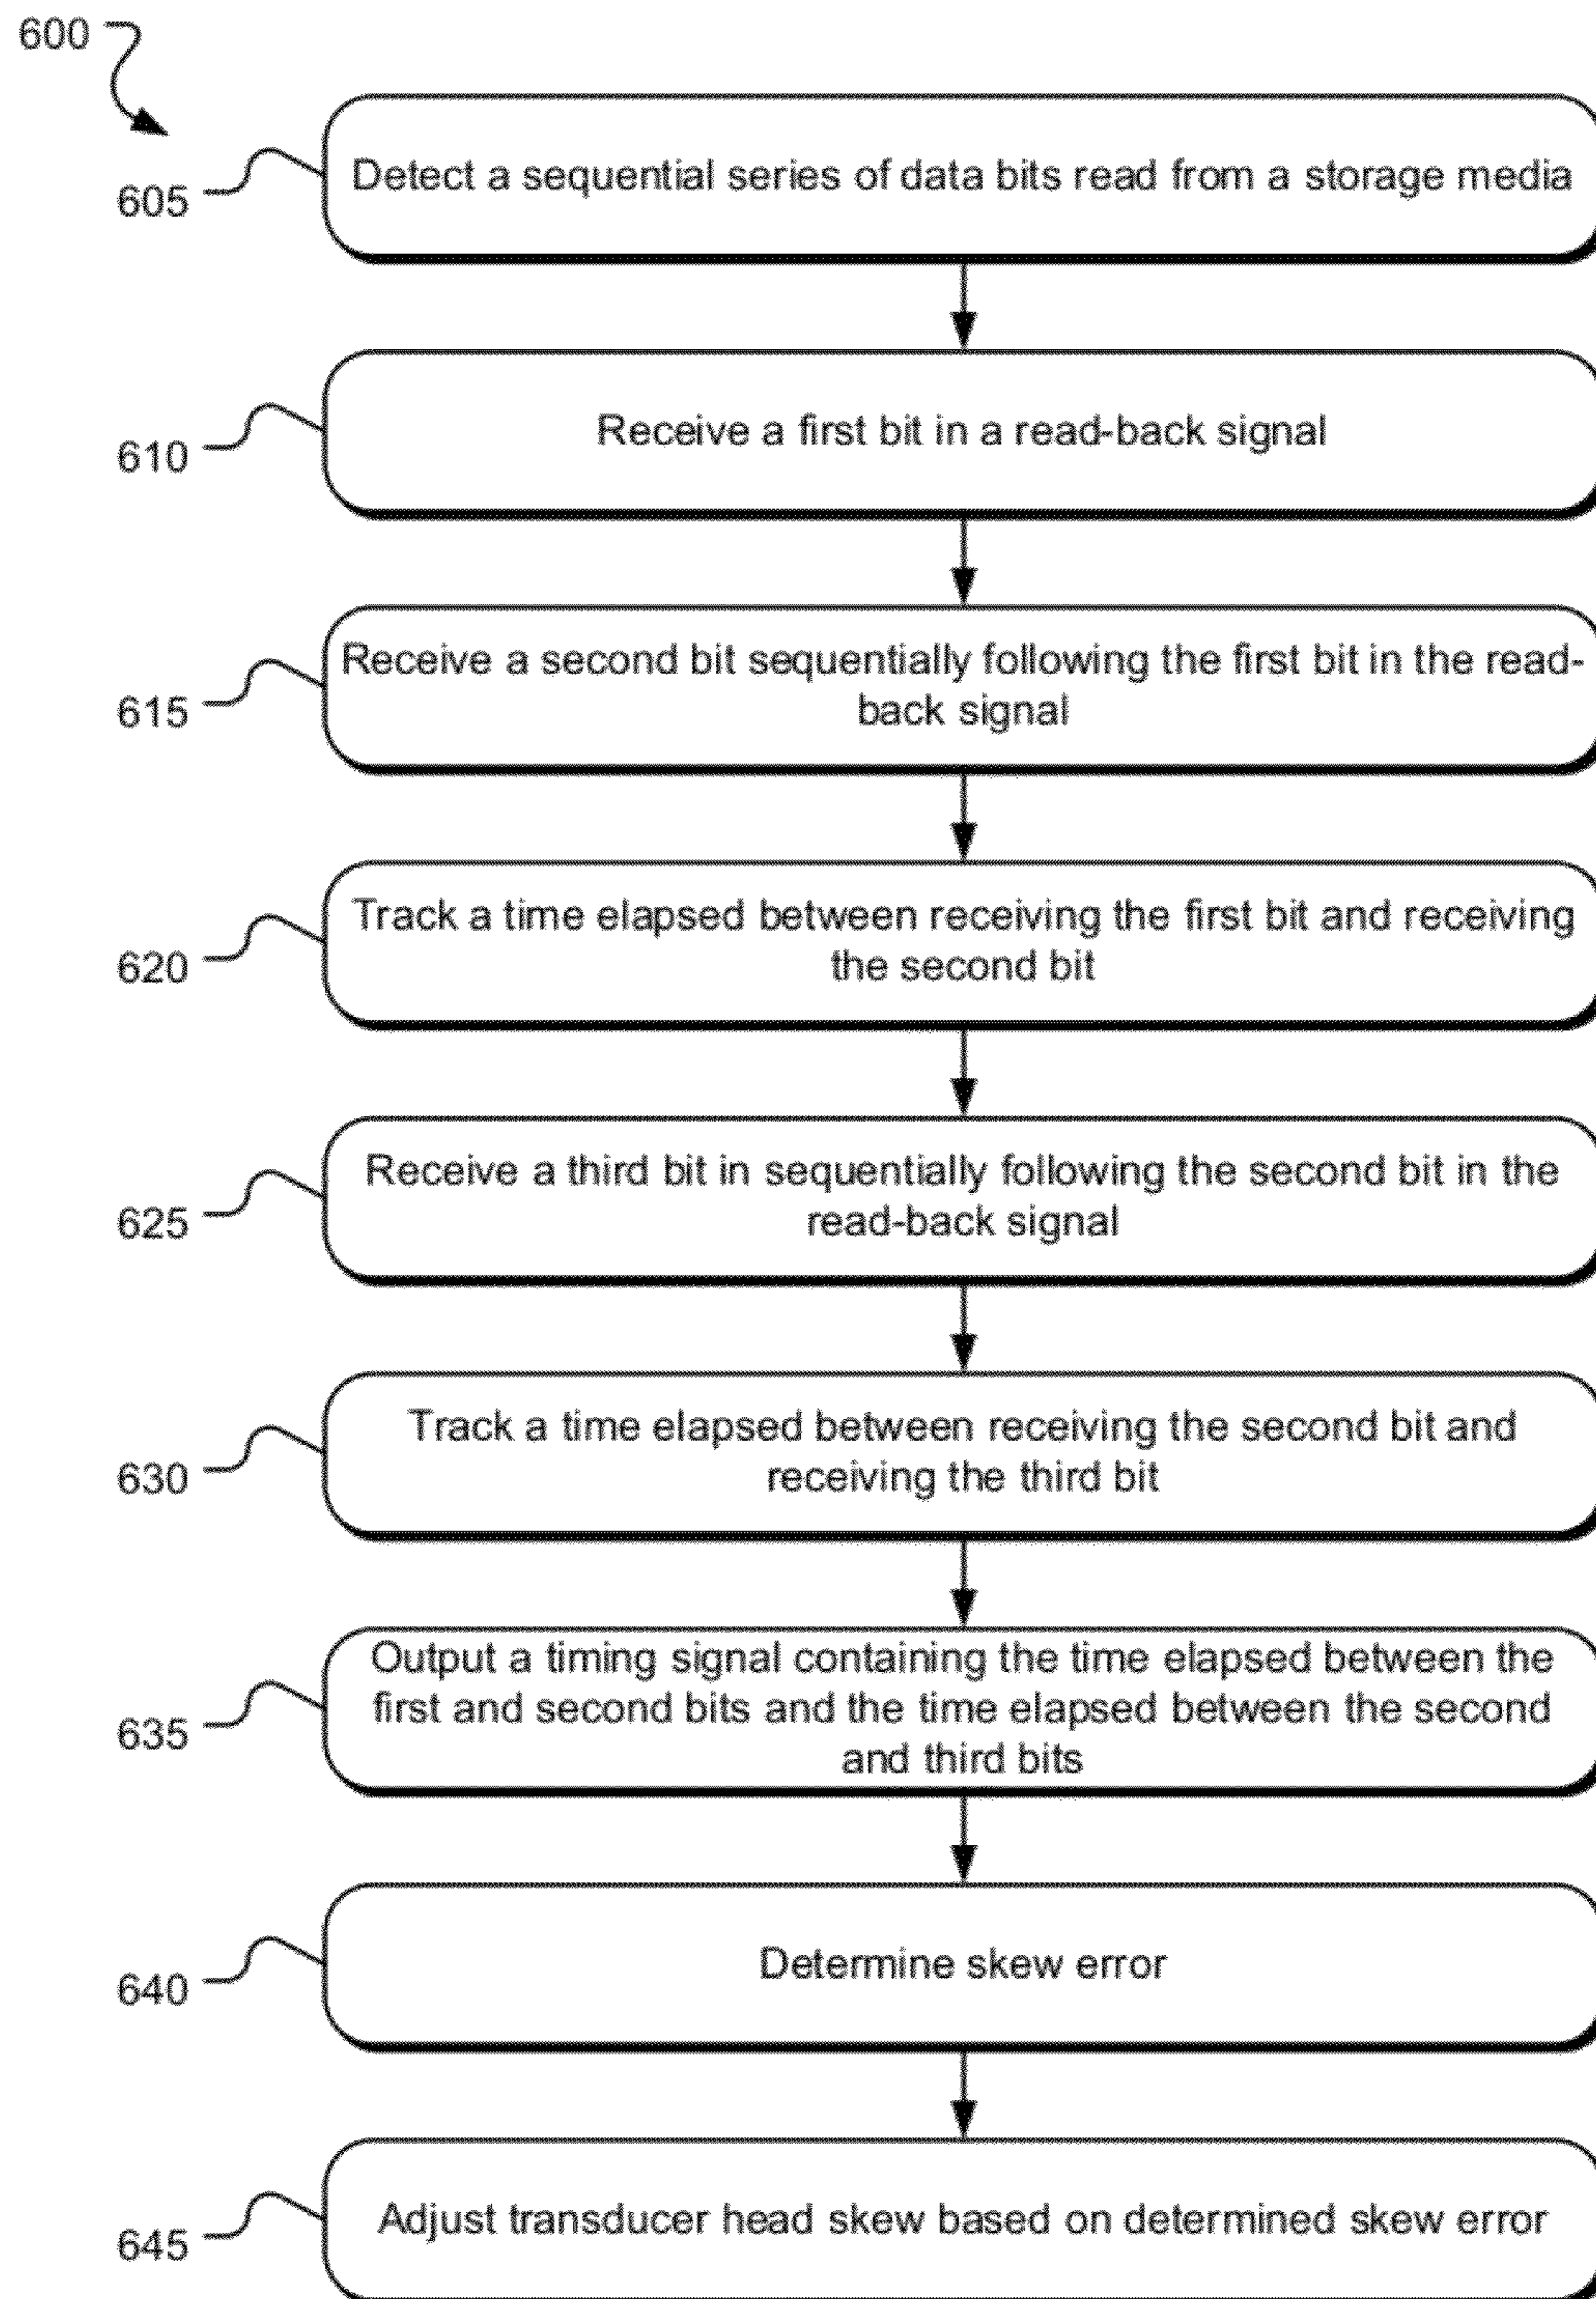 600
605
Detect a sequential series of data bits read from a storage media
610
Receive a first bit in a read-back signal
615
Receive a second bit sequentially following the first bit in the read-
back signal
620
Track a time elapsed between receiving the first bit and receiving
the second bit
625
Receive a third bit in sequentially following the second bit in the
read-back signal
630
Track a time elapsed between receiving the second bit and
receiving the third bit
635
Output a timing signal containing the time elapsed between the
first and second bits and the time elapsed between the second
and third bits
640
Determine skew error
645
Adjust transducer head skew based on determined skew error